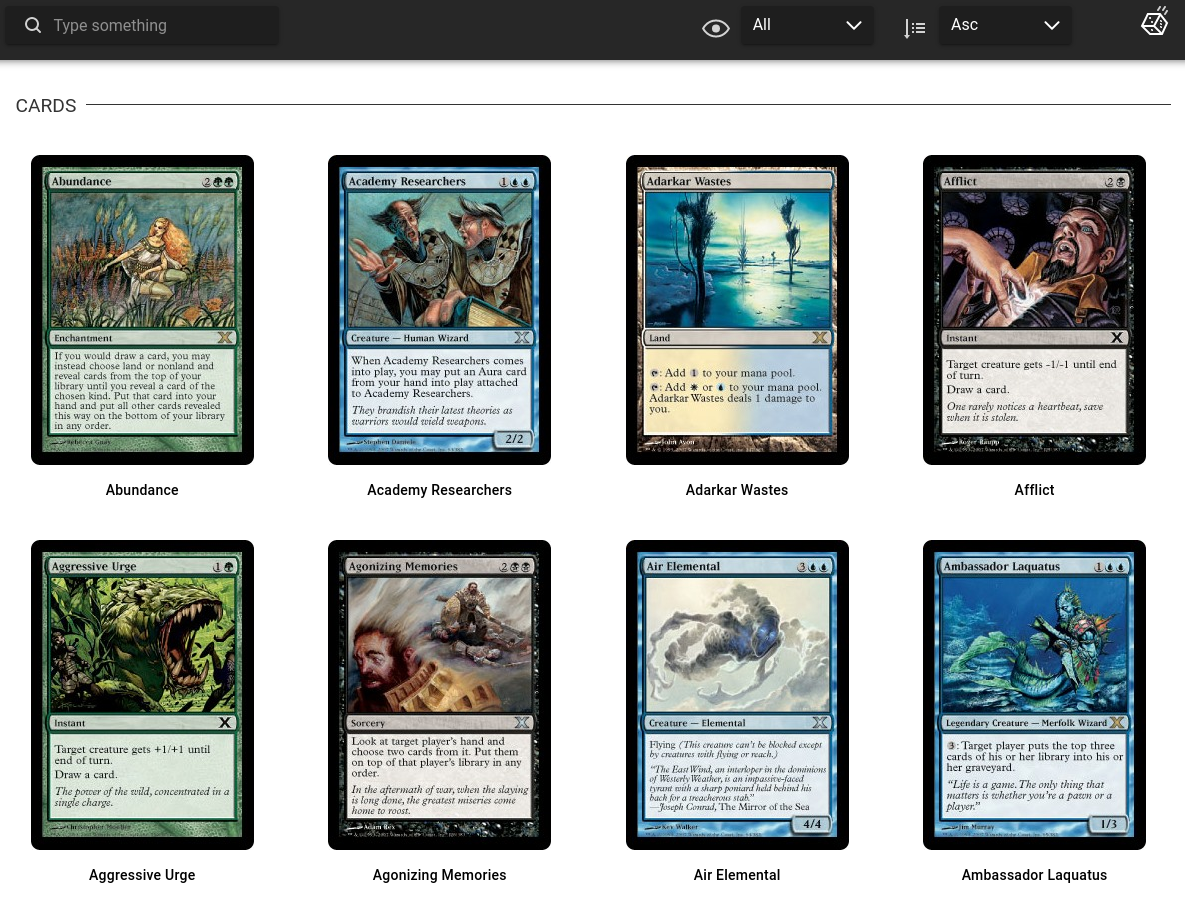 Type something
All
Asc
CARDS
Abundance
2
Enchantment
If you would draw a card, you may
instead choose land or nonland and
reveal cards from the top of your
library until you reveal a card of the
chosen kind. Put that card into your
hand and put all other cards revealed
this way on the bottom of your library
in any order.
Rebecca Guay
Abundance
Academy Researchers
1
Creature — Human Wizard
When Academy Researchers comes
into play, you may put an Aura card
from your hand into play attached
to Academy Researchers.
They brandish their latest theories as
warriors would wield weapons.
Stephen Daniele
2/2
Academy Researchers
Adarkar Wastes
Land
: Add 1 to your mana pool.
: Add or to your mana pool.
Adarkar Wastes deals 1 damage to
you.
John Avon
Adarkar Wastes
Afflict
2
Instant
Target creature gets -1/-1 until end
of turn.
Draw a card.
One rarely notices a heartbeat, save
when it is stolen.
Roger Raupp
Afflict
Aggressive Urge
1
Instant
Target creature gets +1/+1 until
end of turn.
Draw a card.
The power of the wild, concentrated in a
single charge.
Christopher Moeller
Aggressive Urge
Agonizing Memories
2
Sorcery
Look at target player's hand and
choose two cards from it. Put them
on top of that player's library in any
order.
In the aftermath of war, when the slaying
is long done, the greatest miseries come
home to roost.
Adam Rex
Agonizing Memories
Air Elemental
3
Creature — Elemental
Flying (This creature can't be blocked except
by creatures with flying or reach.)
"The East Wind, an interloper in the dominions
of Westerly Weather, is an impassive-faced
tyrant with a sharp poniard held behind his
back for a treacherous stab."
—Joseph Conrad, The Mirror of the Sea
Kev Walker
4/4
Air Elemental
Ambassador Laquatus
1
Legendary Creature — Merfolk Wizard
3: Target player puts the top three
cards of his or her library into his or
her graveyard.
"Life is a game. The only thing that
matters is whether you're a pawn or a
player."
Jim Murray
1/3
Ambassador Laquatus